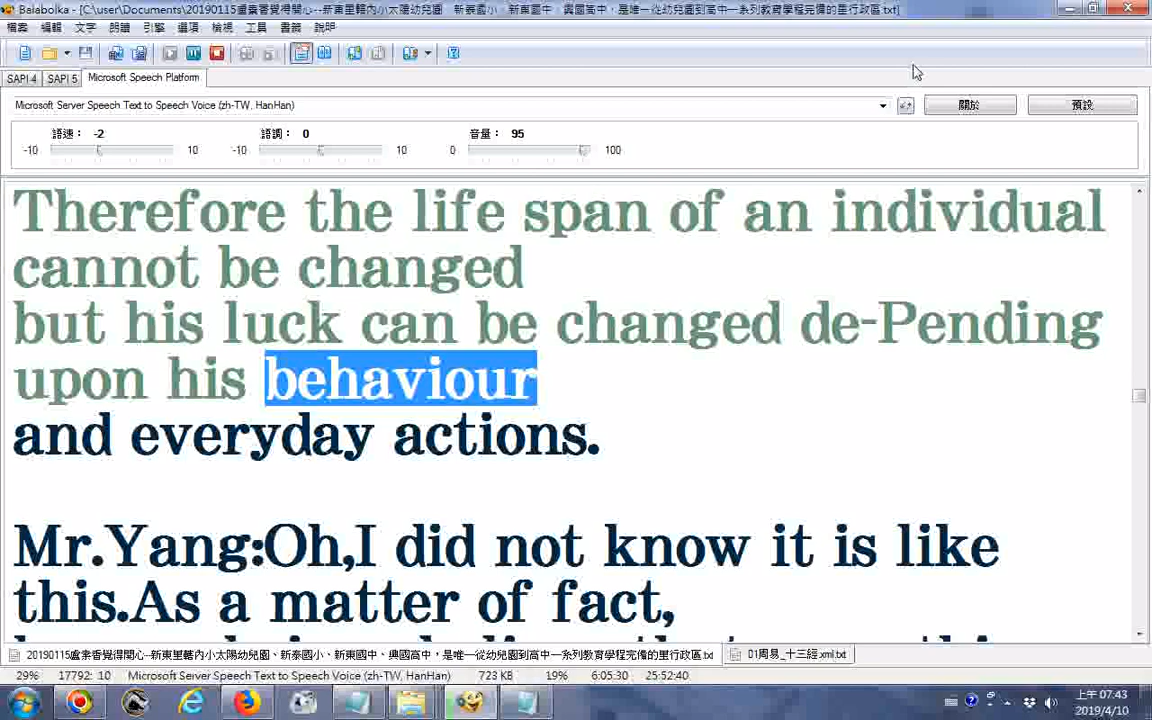 Balabolka - [C:\user\Documents\20190115盧素香覺得開心--新東里轄內小太陽幼兒園、新泰國小、新東國中、興國高中，是唯一從幼兒園到高中一系列教育學程完備的里行政區.txt]
檔案 編輯 文字 朗讀 引擎 選項 檢視 工具 書籤 說明
SAPI 4 SAPI 5 Microsoft Speech Platform
Microsoft Server Speech Text to Speech Voice (zh-TW, HanHan) 關於 預設
語速： -2 語調： 0 音量： 95
-10 10 -10 10 0 100
Therefore the life span of an individual
cannot be changed
but his luck can be changed de-Pending
upon his behaviour
and everyday actions.
Mr.Yang:Oh,I did not know it is like
this.As a matter of fact,
20190115盧素香覺得開心--新東里轄內小太陽幼兒園、新泰國小、新東國中、興國高中，是唯一從幼兒園到高中一系列教育學程完備的里行政區.txt 01周易_十三經.xml.txt
29% 17792: 10 Microsoft Server Speech Text to Speech Voice (zh-TW, HanHan) 723 KB 19% 6:05:30 25:52:40
上午 07:43
2019/4/10